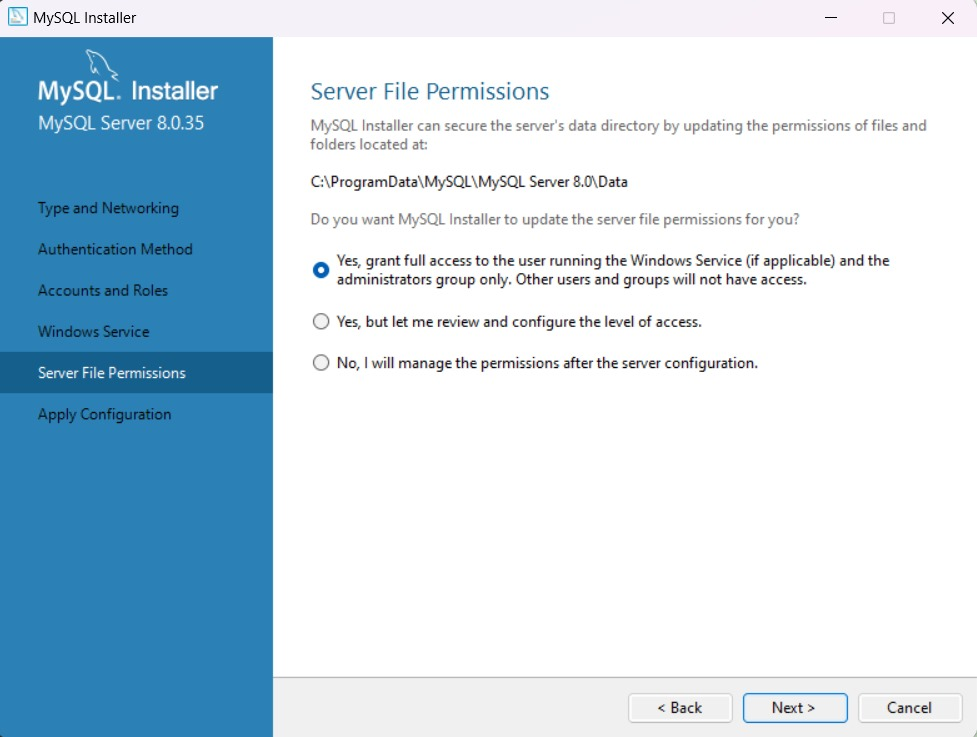 MySQL Installer
MySQL. Installer
MySQL Server 8.0.35
Type and Networking
Authentication Method
Accounts and Roles
Windows Service
Server File Permissions
Apply Configuration
Server File Permissions
MySQL Installer can secure the server's data directory by updating the permissions of files and
folders located at:
C:\ProgramData\MySQL\MySQL Server 8.0\Data
Do you want MySQL Installer to update the server file permissions for you?
Yes, grant full access to the user running the Windows Service (if applicable) and the
administrators group only. Other users and groups will not have access.
Yes, but let me review and configure the level of access.
No, I will manage the permissions after the server configuration.
< Back
Next >
Cancel